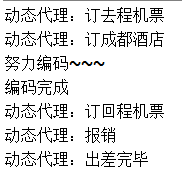 动态代理：订去程机票
动态代理：订成都酒店
努力编码~~~
编码完成
动态代理：订回程机票
动态代理：报销
动态代理：出差完毕